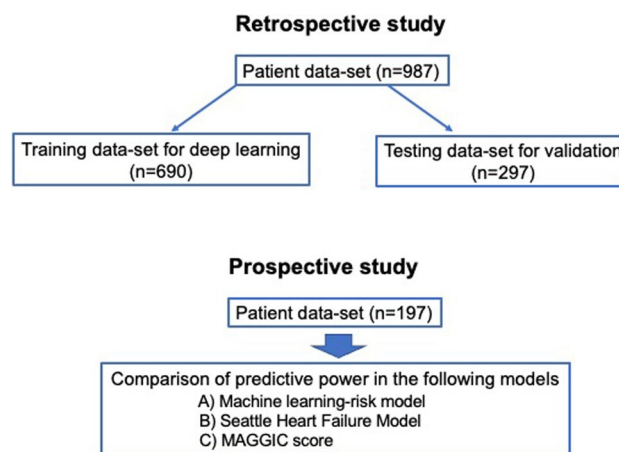 Retrospective study
Patient data-set (n=987)
Training data-set for deep learning
(n=690)
Testing data-set for validation
(n=297)
Prospective study
Patient data-set (n=197)
Comparison of predictive power in the following models
A) Machine learning-risk model
B) Seattle Heart Failure Model
C) MAGGIC score